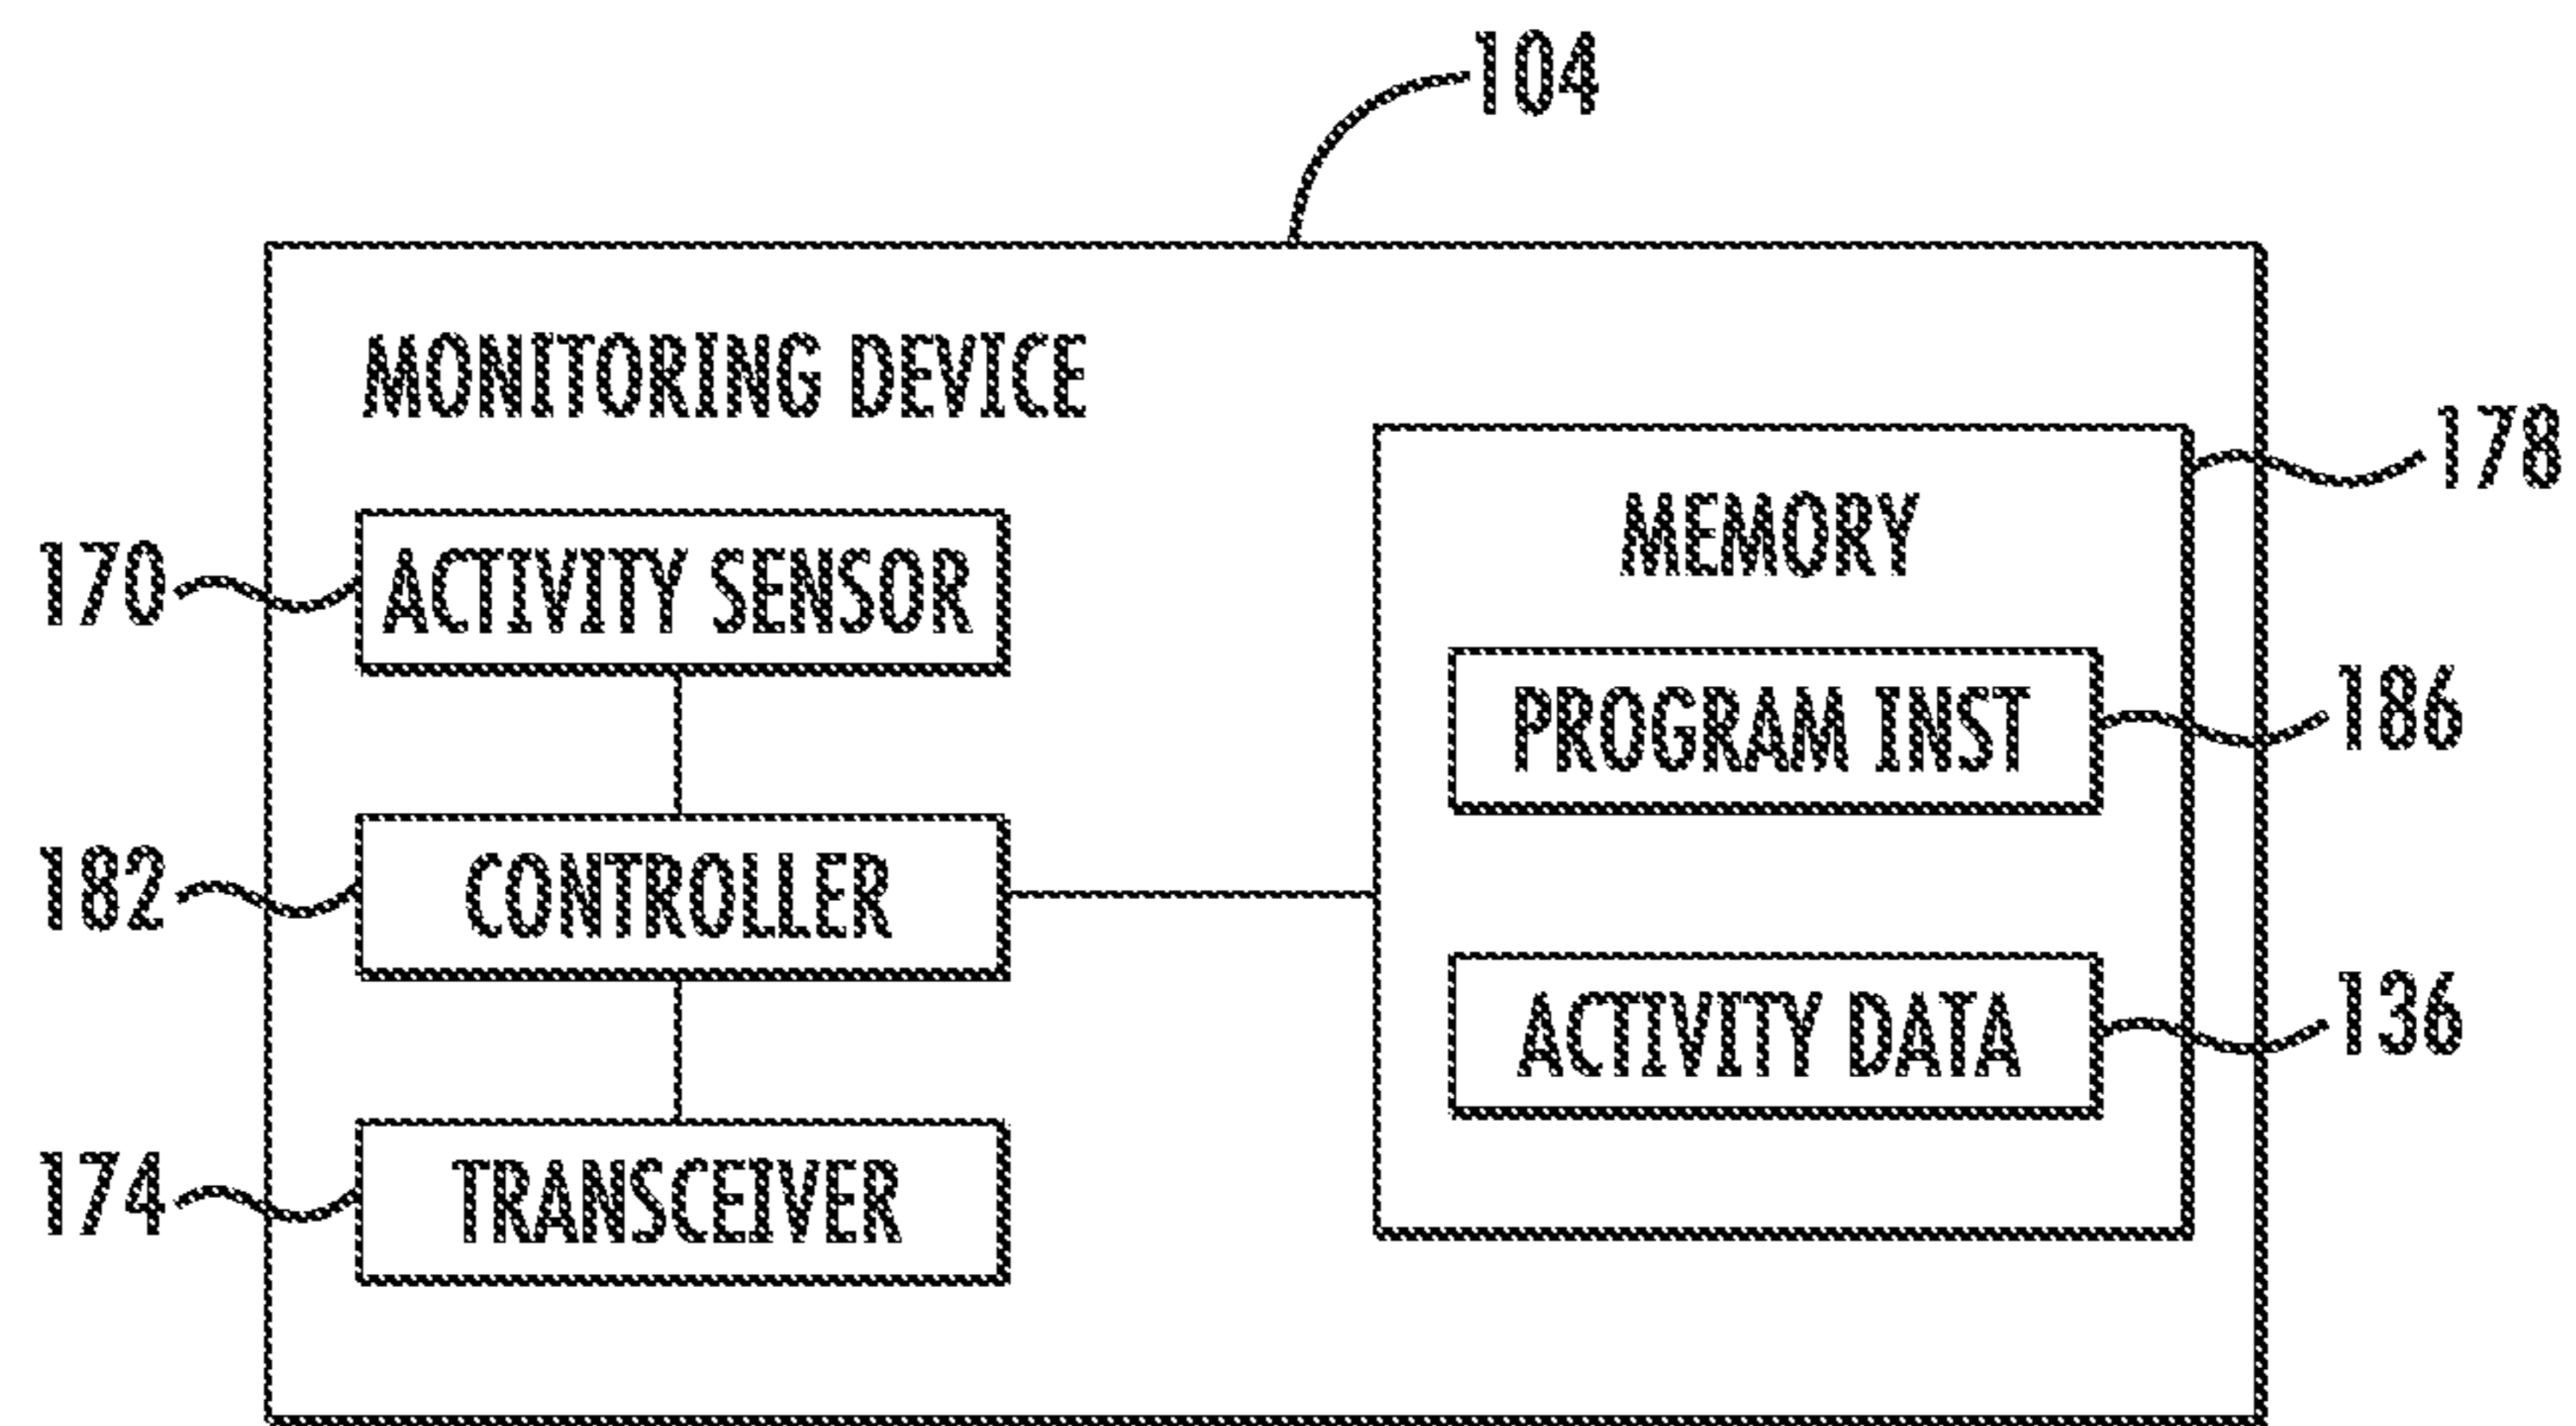 104
MONITORING DEVICE
178
MEMORY
170
ACTIVITY SENSOR
PROGRAM INST
186
182
CONTROLLER
ACTIVITY DATA
136
174
TRANSCEIVER